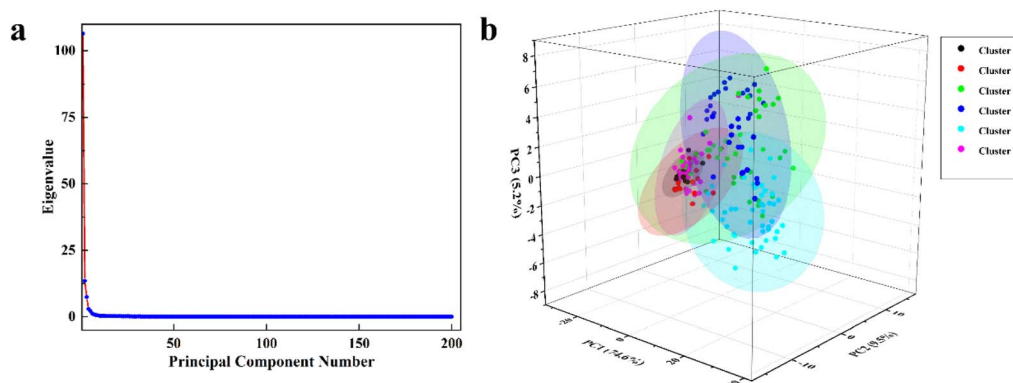 a
100
75
50
25
0
Eigenvalue
50
100
150
200
Principal Component Number
b
8
6
4
2
0
-2
-4
-6
-8
PC3 (5.2%)
-20
0
20
PC1 (74.6%)
-10
0
10
PC2 (9.5%)
Cluster
Cluster
Cluster
Cluster
Cluster
Cluster